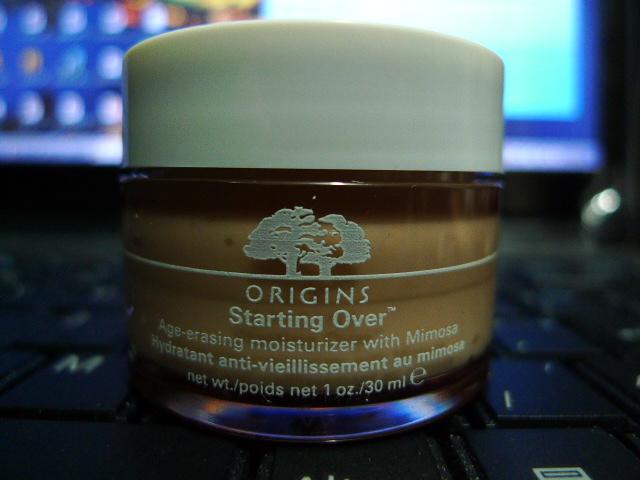 ORIGINS
Starting Over™
Age-erasing moisturizer with Mimosa
Hydratant anti-vieillissement au mimosa
net wt./poids net 1 oz./30 ml ℮
M